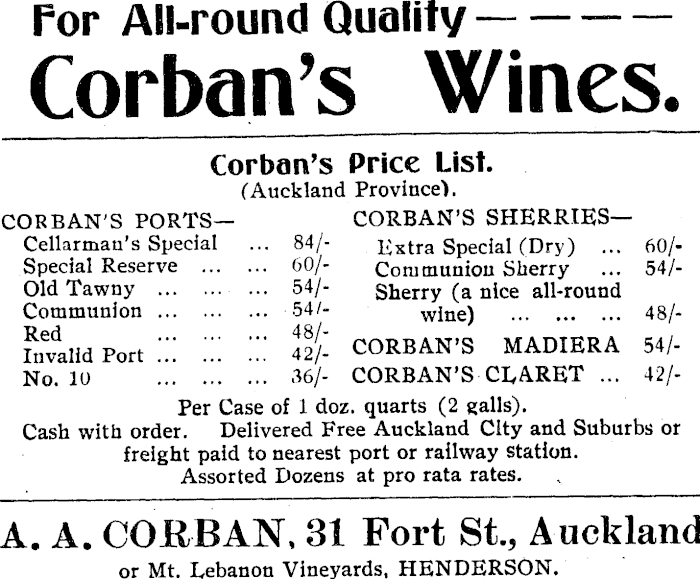 For All-round Quality — — — — —
Corban's Wines.
Corban's Price List.
(Auckland Province).
CORBAN'S PORTS—
Cellarman's Special ... 84/-
Special Reserve ... ... 60/-
Old Tawny ... ... ... 54/-
Communion ... ... ... 54/-
Red ... ... ... 48/-
Invalid Port ... ... ... 42/-
No. 10 ... ... ... 36/-
CORBAN'S SHERRIES—
Extra Special (Dry) ... 60/-
Communion Sherry ... 54/-
Sherry (a nice all-round
wine) ... ... ... 48/-
CORBAN'S MADIERA 54/-
CORBAN'S CLARET ... 42/-
Per Case of 1 doz. quarts (2 galls).
Cash with order. Delivered Free Auckland City and Suburbs or
freight paid to nearest port or railway station.
Assorted Dozens at pro rata rates.
A. A. CORBAN, 31 Fort St., Auckland
or Mt. Lebanon Vineyards, HENDERSON.